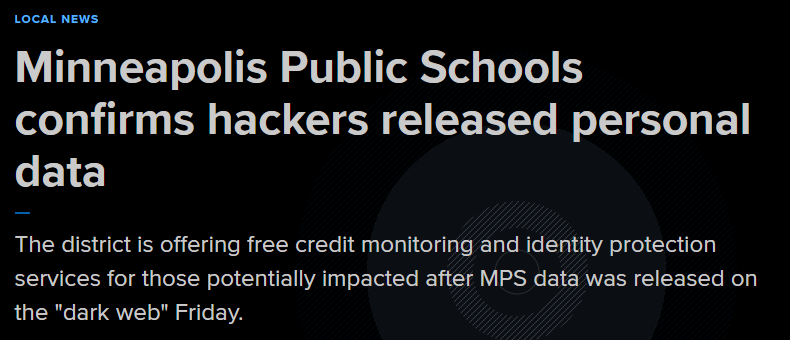 LOCAL NEWS
Minneapolis Public Schools
confirms hackers released personal
data
The district is offering free credit monitoring and identity protection
services for those potentially impacted after MPS data was released on
the "dark web" Friday.